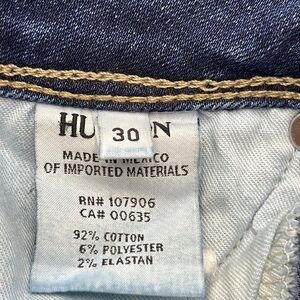 HU 30 N
MADE IN MEXICO
OF IMPORTED MATERIALS
RN# 107906
CA# 00635
92% COTTON
6% POLYESTER
2% ELASTAN